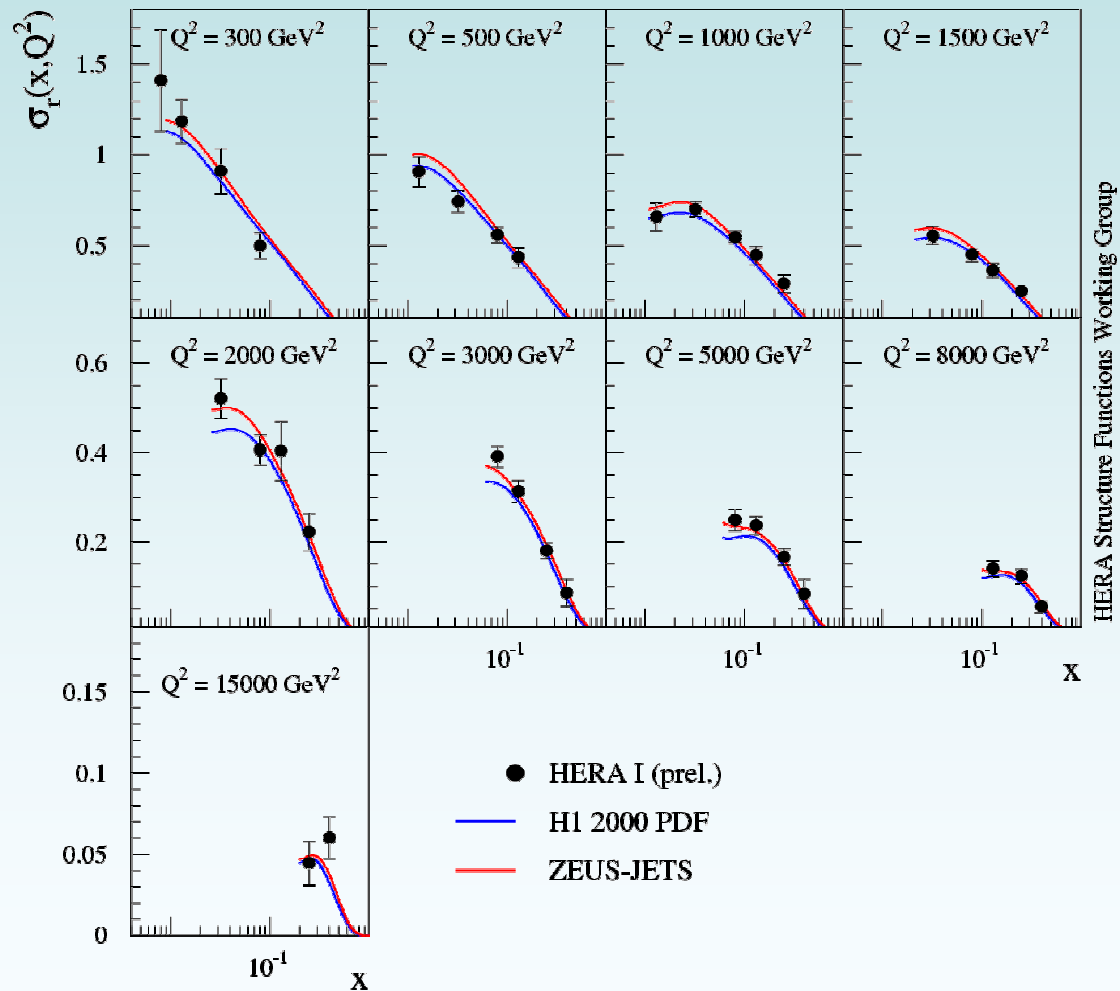 σr(x,Q²)
Q² = 300 GeV²
Q² = 500 GeV²
Q² = 1000 GeV²
Q² = 1500 GeV²
1.5
1
0.5
Q² = 2000 GeV²
Q² = 3000 GeV²
Q² = 5000 GeV²
Q² = 8000 GeV²
0.6
0.4
0.2
10⁻¹
10⁻¹
10⁻¹
x
Q² = 15000 GeV²
0.15
0.1
0.05
0
10⁻¹
x
HERA I (prel.)
H1 2000 PDF
ZEUS-JETS
HERA Structure Functions Working Group